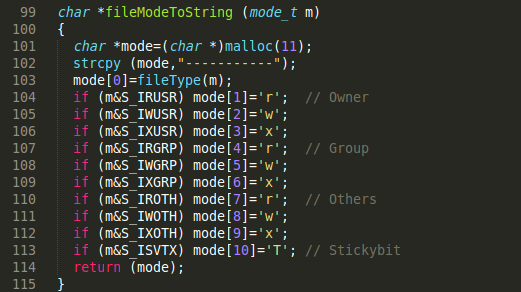 99 char *fileModeToString (mode_t m)
100 {
101 char *mode=(char *)malloc(11);
102 strcpy (mode,"-----------");
103 mode[0]=fileType(m);
104 if (m&S_IRUSR) mode[1]='r'; // Owner
105 if (m&S_IWUSR) mode[2]='w';
106 if (m&S_IXUSR) mode[3]='x';
107 if (m&S_IRGRP) mode[4]='r'; // Group
108 if (m&S_IWGRP) mode[5]='w';
109 if (m&S_IXGRP) mode[6]='x';
110 if (m&S_IROTH) mode[7]='r'; // Others
111 if (m&S_IWOTH) mode[8]='w';
112 if (m&S_IXOTH) mode[9]='x';
113 if (m&S_ISVTX) mode[10]='T'; // Stickybit
114 return (mode);
115 }